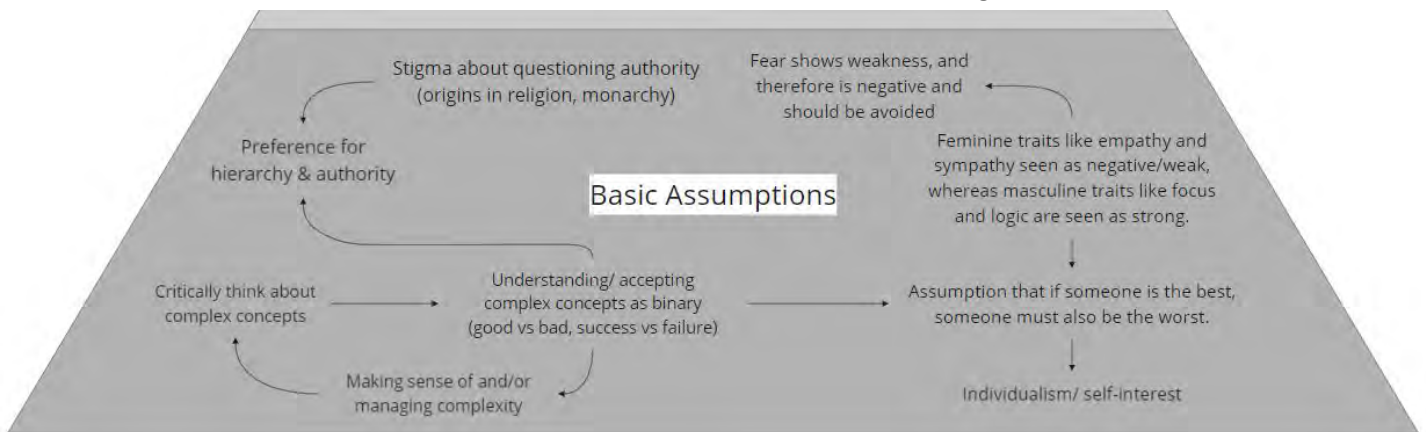 Stigma about questioning authority
(origins in religion, monarchy)
Fear shows weakness, and
therefore is negative and
should be avoided
Preference for
hierarchy & authority
Feminine traits like empathy and
sympathy seen as negative/weak,
whereas masculine traits like focus
and logic are seen as strong.
Basic Assumptions
Critically think about
complex concepts
Understanding/ accepting
complex concepts as binary
(good vs bad, success vs failure)
Assumption that if someone is the best,
someone must also be the worst.
Making sense of and/or
managing complexity
Individualism/ self-interest